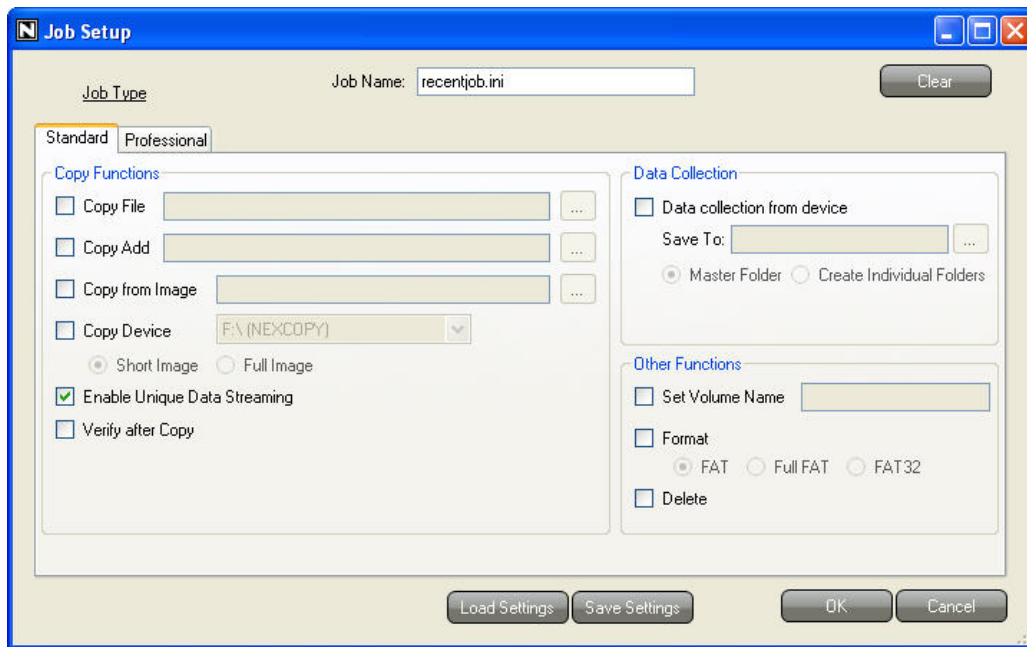 N Job Setup
Job Type
Job Name: recentjob.ini
Clear
Standard Professional
Copy Functions
Copy File ...
Copy Add ...
Copy from Image ...
Copy Device F:\ (NEXCOPY)
Short Image Full Image
Enable Unique Data Streaming
Verify after Copy
Data Collection
Data collection from device
Save To: ...
Master Folder Create Individual Folders
Other Functions
Set Volume Name
Format
FAT Full FAT FAT32
Delete
Load Settings Save Settings OK Cancel